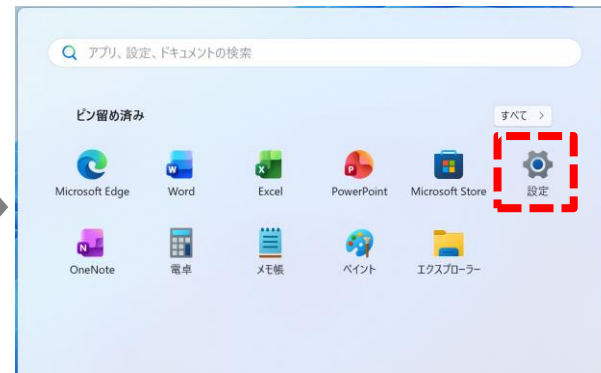 アプリ、設定、ドキュメントの検索
ピン留め済み
すべて >
Microsoft Edge
Word
Excel
PowerPoint
Microsoft Store
設定
OneNote
電卓
メモ帳
ペイント
エクスプローラー